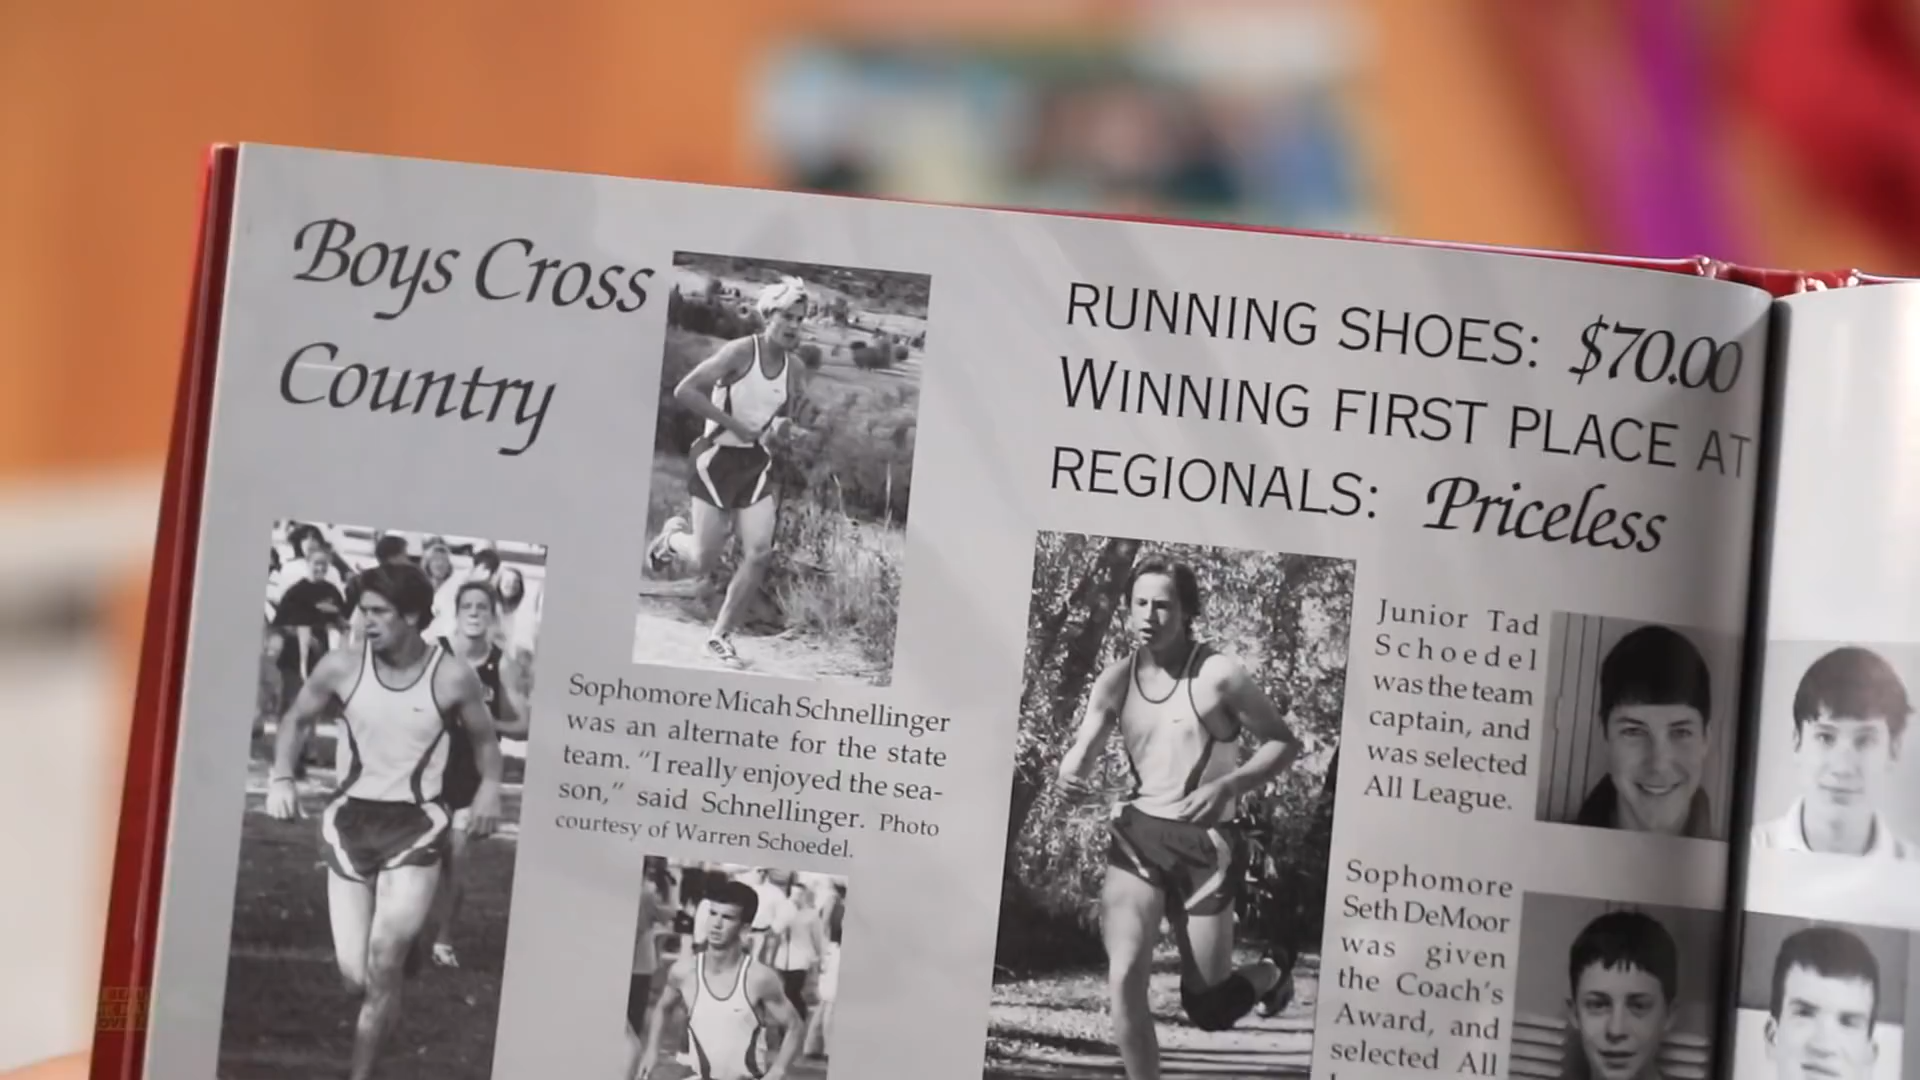 Boys Cross
Country
Sophomore Micah Schnellinger
was an alternate for the state
team. “I really enjoyed the sea-
son,” said Schnellinger. Photo
courtesy of Warren Schoedel.
RUNNING SHOES: $70.00
WINNING FIRST PLACE AT
REGIONALS: Priceless
Junior Tad
Schoedel
was the team
captain, and
was selected
All League.
Sophomore
Seth DeMoor
was given
the Coach's
Award, and
selected All